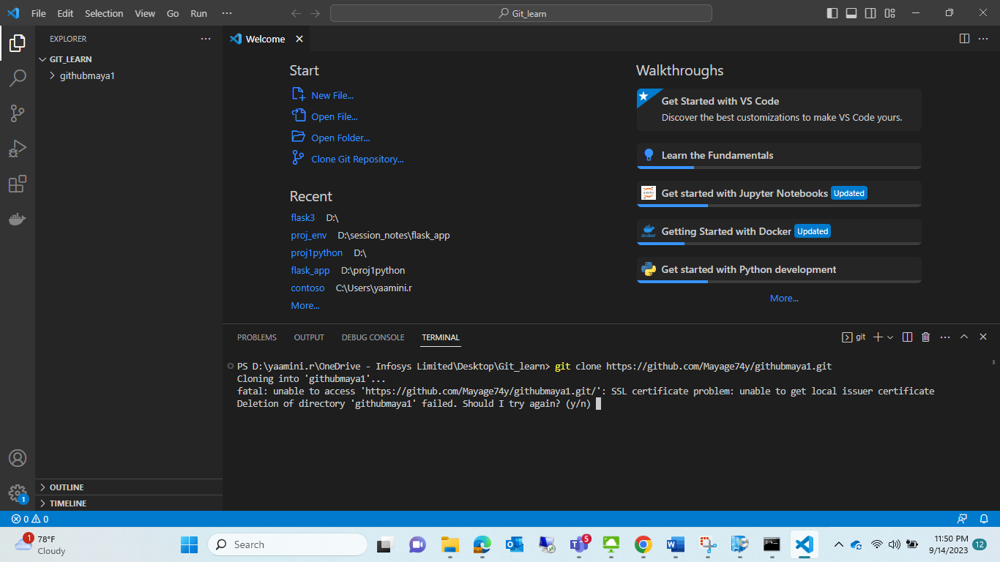 File Edit Selection View Go Run ···
Git_learn
EXPLORER
Welcome
GIT_LEARN
githubmaya1
Start
New File...
Open File...
Open Folder...
Clone Git Repository...
Recent
flask3 D:\
proj_env D:\session_notes\flask_app
proj1python D:\
flask_app D:\proj1python
contoso C:\Users\yaamini.r
More...
Walkthroughs
Get Started with VS Code
Discover the best customizations to make VS Code yours.
Learn the Fundamentals
Get started with Jupyter Notebooks Updated
Getting Started with Docker Updated
Get started with Python development
More...
PROBLEMS OUTPUT DEBUG CONSOLE TERMINAL
git
PS D:\yaamini.r\OneDrive - Infosys Limited\Desktop\Git_learn> git clone https://github.com/Mayage74y/githubmaya1.git
Cloning into 'githubmaya1'...
fatal: unable to access 'https://github.com/Mayage74y/githubmaya1.git/': SSL certificate problem: unable to get local issuer certificate
Deletion of directory 'githubmaya1' failed. Should I try again? (y/n)
OUTLINE
1
TIMELINE
0 0
1
78°F
Cloudy
Search
5
11:50 PM
9/14/2023
12